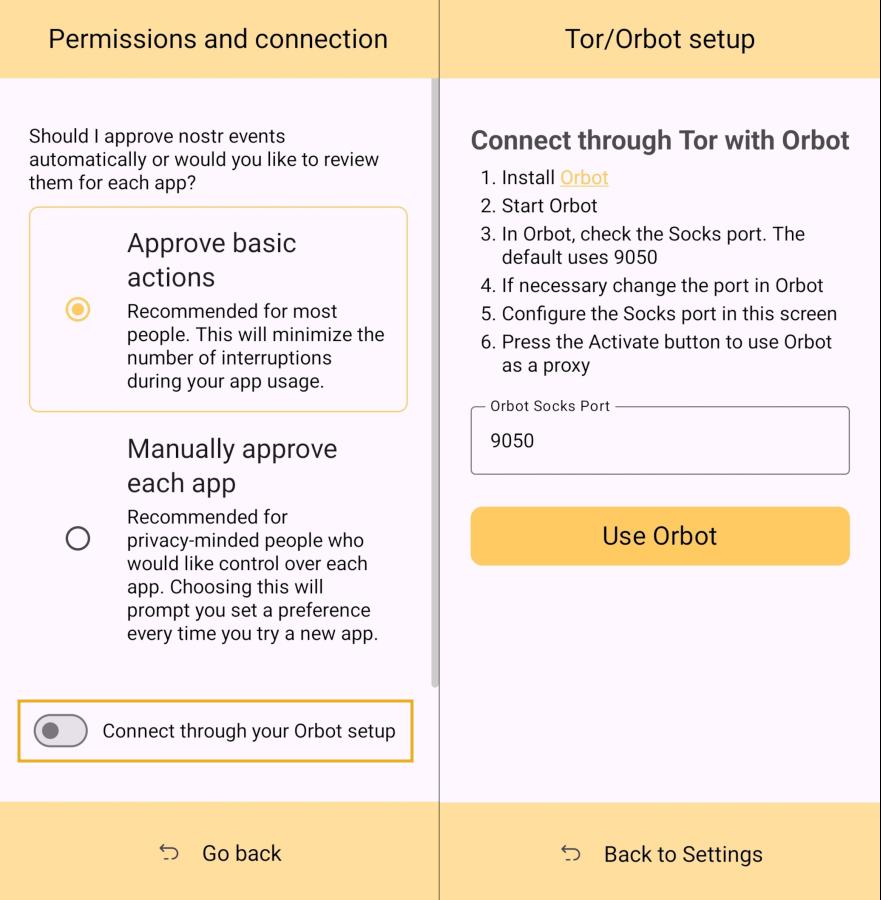 Permissions and connection
Should I approve nostr events
automatically or would you like to review
them for each app?
Approve basic
actions
Recommended for most
people. This will minimize the
number of interruptions
during your app usage.
Manually approve
each app
Recommended for
privacy-minded people who
would like control over each
app. Choosing this will
prompt you set a preference
every time you try a new app.
Connect through your Orbot setup
Go back
Tor/Orbot setup
Connect through Tor with Orbot
1. Install Orbot
2. Start Orbot
3. In Orbot, check the Socks port. The
default uses 9050
4. If necessary change the port in Orbot
5. Configure the Socks port in this screen
6. Press the Activate button to use Orbot
as a proxy
Orbot Socks Port
9050
Use Orbot
Back to Settings